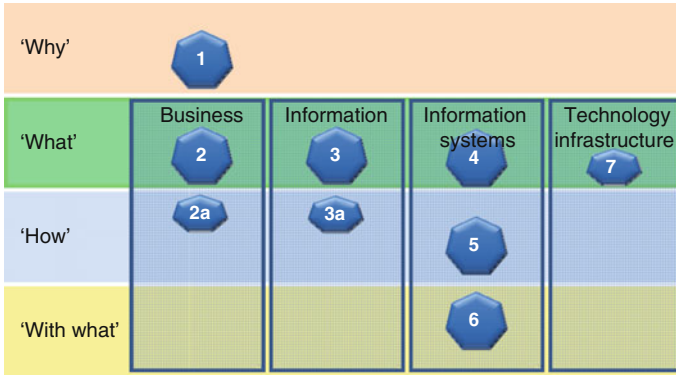 ‘Why’
1
Business
Information
Information systems
Technology infrastructure
‘What’
2
3
4
7
2a
3a
‘How’
5
‘With what’
6